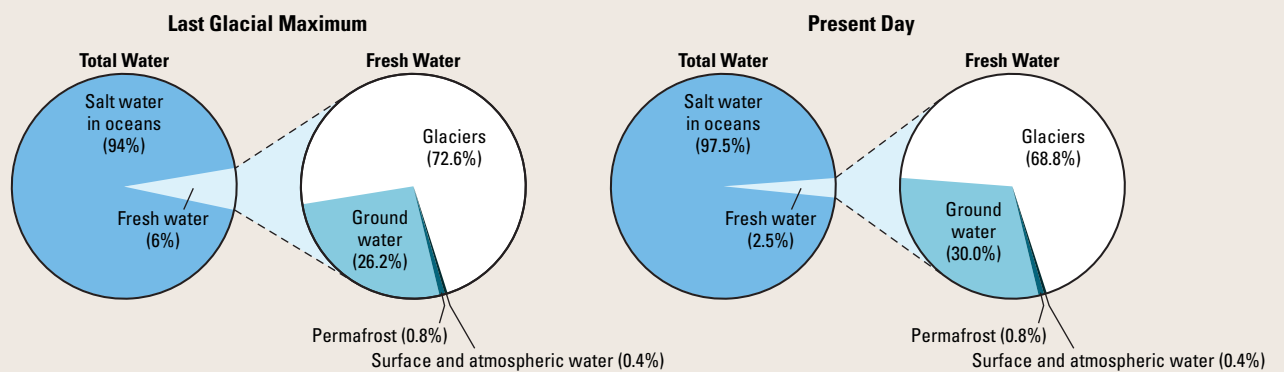 Last Glacial Maximum
Total Water
Salt water
in oceans
(94%)
Fresh water
(6%)
Fresh Water
Glaciers
(72.6%)
Ground
water
(26.2%)
Permafrost (0.8%)
Surface and atmospheric water (0.4%)
Present Day
Total Water
Salt water
in oceans
(97.5%)
Fresh water
(2.5%)
Fresh Water
Glaciers
(68.8%)
Ground
water
(30.0%)
Permafrost (0.8%)
Surface and atmospheric water (0.4%)